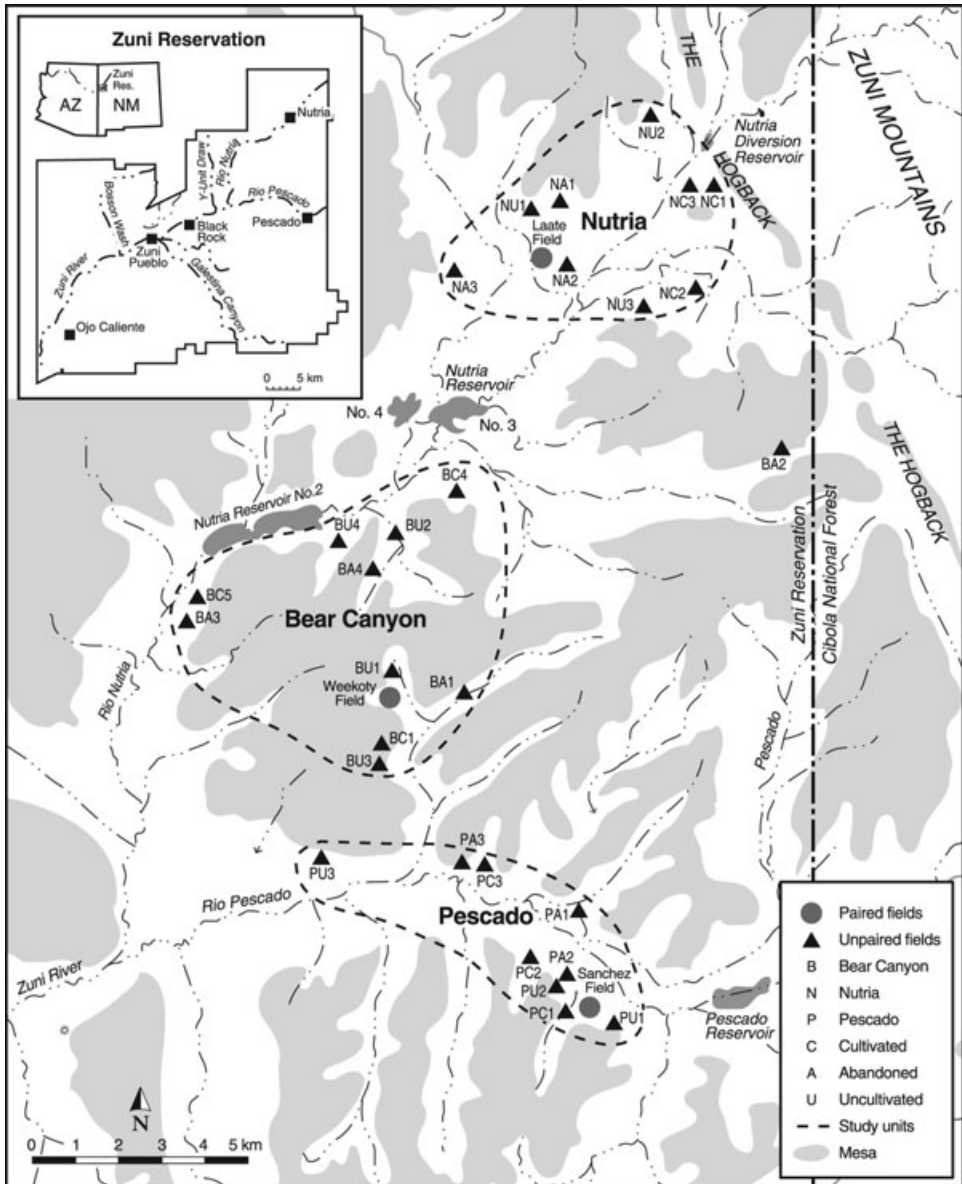 Zuni Reservation
AZ
NM
Zuni
Res.
Nutria
Y-Unit Draw
Rio Nutria
Rio Pescado
Pescado
Bosson Wash
Black
Rock
Zuni
Pueblo
Zuni River
Galestina Canyon
Ojo Caliente
0 5 km
THE
HOGBACK
ZUNI MOUNTAINS
Nutria
Diversion
Reservoir
NU2
NA1
NU1
NC3
NC1
Nutria
Laate
Field
NA2
NA3
NC2
NU3
Nutria
Reservoir
No. 4
No. 3
BA2
THE HOGBACK
Zuni Reservation
Cibola National Forest
BC4
Nutria Reservoir No.2
BU4
BU2
BA4
BC5
BA3
Bear Canyon
Rio Nutria
BU1
Weekoty
Field
BA1
BC1
BU3
Pescado
PA3
PU3
PC3
Rio Pescado
Pescado
PA1
PC2
PA2
Sanchez
Field
PU2
PC1
PU1
Zuni River
Pescado
Reservoir
N
0 1 2 3 4 5 km
Paired fields
Unpaired fields
B Bear Canyon
N Nutria
P Pescado
C Cultivated
A Abandoned
U Uncultivated
Study units
Mesa